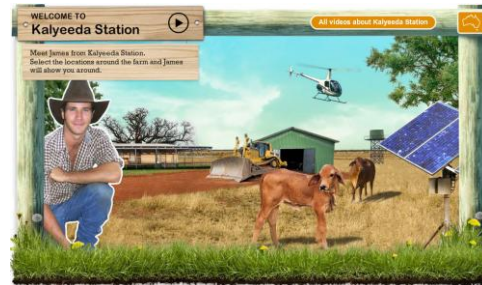 WELCOME TO
Kalyeeda Station
All videos about Kalyeeda Station
Meet James from Kalyeeda Station.
Select the locations around the farm and James
will show you around.